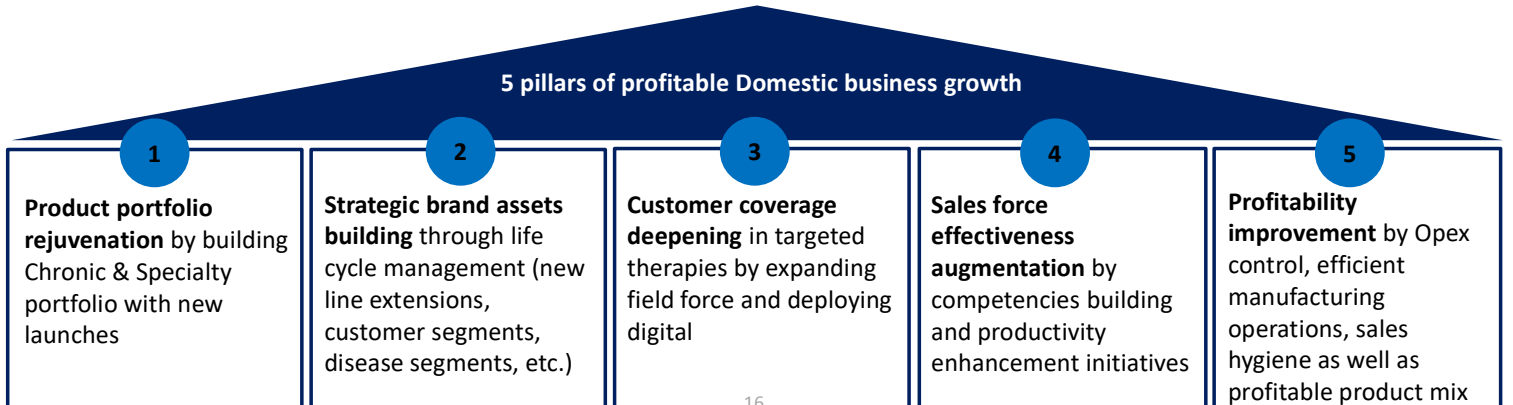 5 pillars of profitable Domestic business growth
1
Product portfolio
rejuvenation by building
Chronic & Specialty
portfolio with new
launches
2
Strategic brand assets
building through life
cycle management (new
line extensions,
customer segments,
disease segments, etc.)
3
Customer coverage
deepening in targeted
therapies by expanding
field force and deploying
digital
4
Sales force
effectiveness
augmentation by
competencies building
and productivity
enhancement initiatives
5
Profitability
improvement by Opex
control, efficient
manufacturing
operations, sales
hygiene as well as
profitable product mix
16